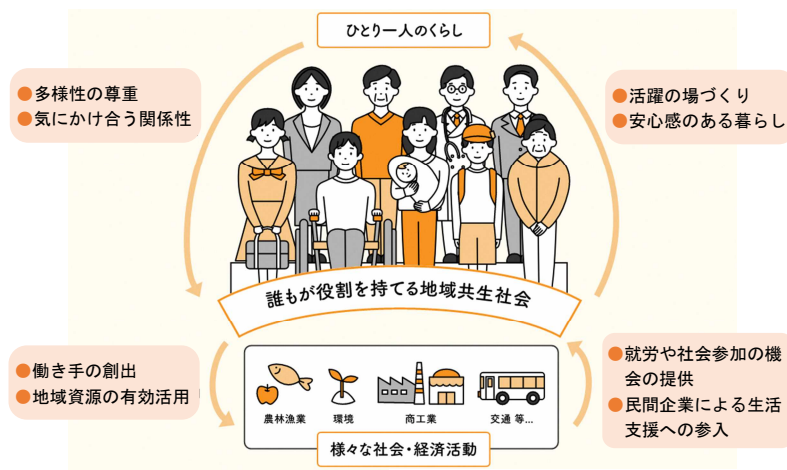 ひとり一人のくらし
●多様性の尊重
●気にかけ合う関係性
●活躍の場づくり
●安心感のある暮らし
誰もが役割を持てる地域共生社会
●働き手の創出
●地域資源の有効活用
●就労や社会参加の機
会の提供
●民間企業による生活
支援への参入
農林漁業
環境
商工業
交通 等...
様々な社会・経済活動